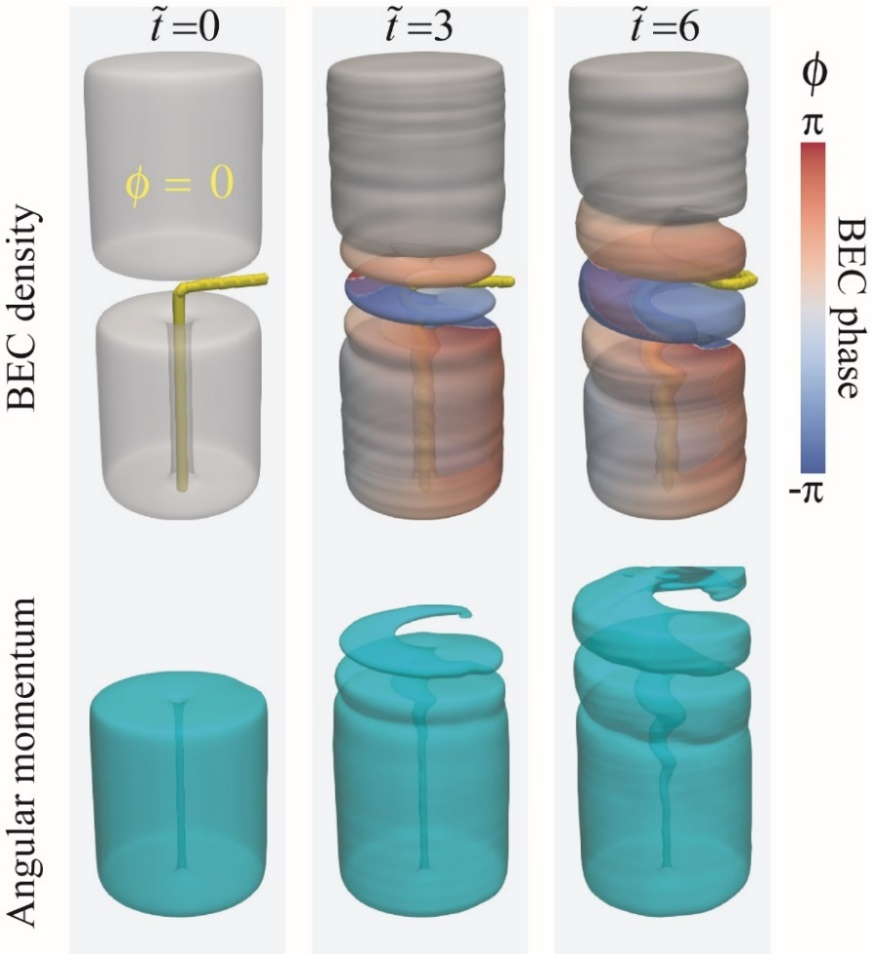 t̃ =0
t̃ =3
t̃ =6
ϕ
π
ϕ = 0
BEC density
BEC phase
-π
Angular momentum